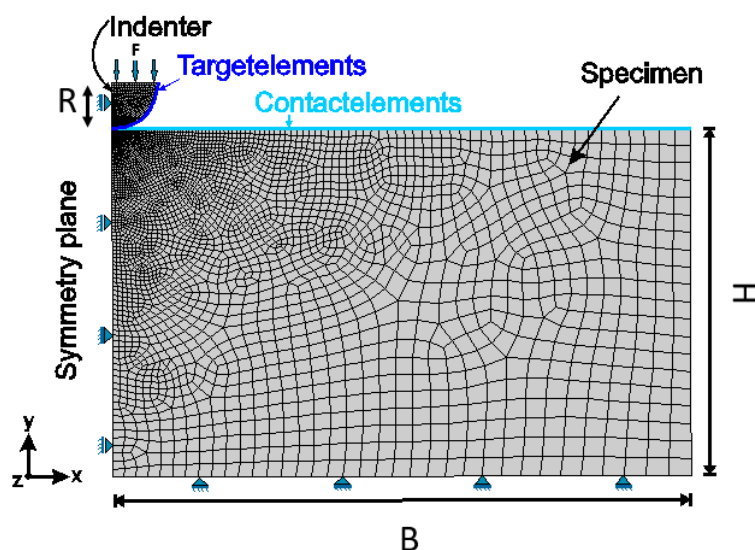 Indenter
F
Targetelements
R
Contactelements
Specimen
Symmetry plane
H
y
z
x
B